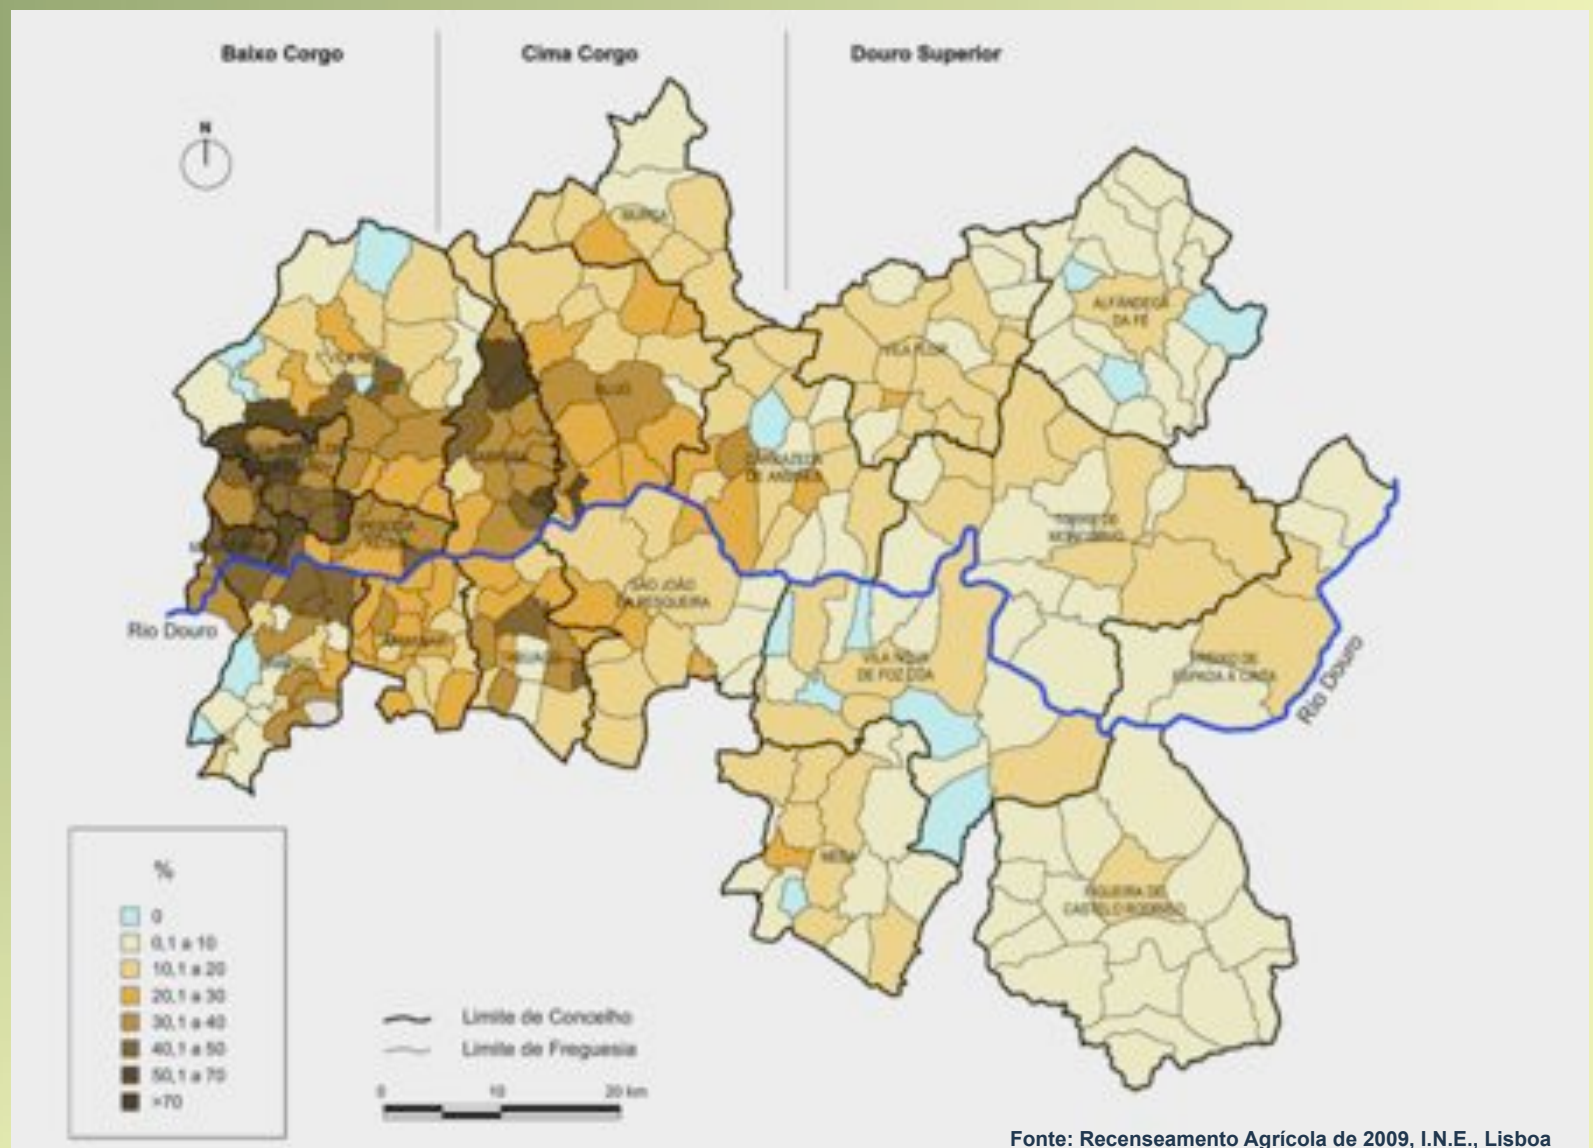 Baixo Corgo
Cima Corgo
Douro Superior
N
MURÇA
ALFÂNDEGA
DA FÉ
VILA FLOR
CARRAZEDA
DE ANSIÃES
TORRE DE
MONCORVO
SÃO JOÃO
DA PESQUEIRA
Rio Douro
VILA NOVA
DE FOZ CÔA
FREIXO DE
ESPADA À CINTA
Rio Douro
MEDA
FIGUEIRA DE
CASTELO RODRIGO
%
0
0,1 a 10
10,1 a 20
20,1 a 30
30,1 a 40
40,1 a 50
50,1 a 70
>70
Limite de Concelho
Limite de Freguesia
0 10 20 km
Fonte: Recenseamento Agrícola de 2009, I.N.E., Lisboa